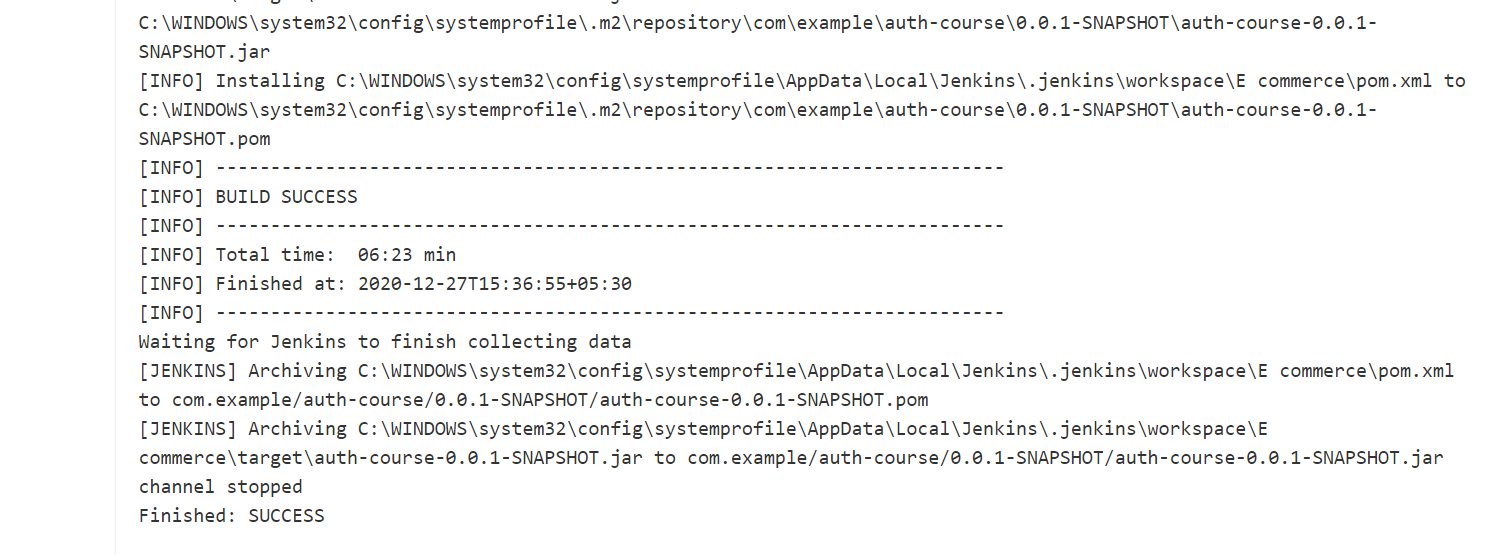 C:\WINDOWS\system32\config\systemprofile\.m2\repository\com\example\auth-course\0.0.1-SNAPSHOT\auth-course-0.0.1-
SNAPSHOT.jar
[INFO] Installing C:\WINDOWS\system32\config\systemprofile\AppData\Local\Jenkins\.jenkins\workspace\E commerce\pom.xml to
C:\WINDOWS\system32\config\systemprofile\.m2\repository\com\example\auth-course\0.0.1-SNAPSHOT\auth-course-0.0.1-
SNAPSHOT.pom
[INFO] ------------------------------------------------------------------------
[INFO] BUILD SUCCESS
[INFO] ------------------------------------------------------------------------
[INFO] Total time:  06:23 min
[INFO] Finished at: 2020-12-27T15:36:55+05:30
[INFO] ------------------------------------------------------------------------
Waiting for Jenkins to finish collecting data
[JENKINS] Archiving C:\WINDOWS\system32\config\systemprofile\AppData\Local\Jenkins\.jenkins\workspace\E commerce\pom.xml
to com.example/auth-course/0.0.1-SNAPSHOT/auth-course-0.0.1-SNAPSHOT.pom
[JENKINS] Archiving C:\WINDOWS\system32\config\systemprofile\AppData\Local\Jenkins\.jenkins\workspace\E
commerce\target\auth-course-0.0.1-SNAPSHOT.jar to com.example/auth-course/0.0.1-SNAPSHOT/auth-course-0.0.1-SNAPSHOT.jar
channel stopped
Finished: SUCCESS